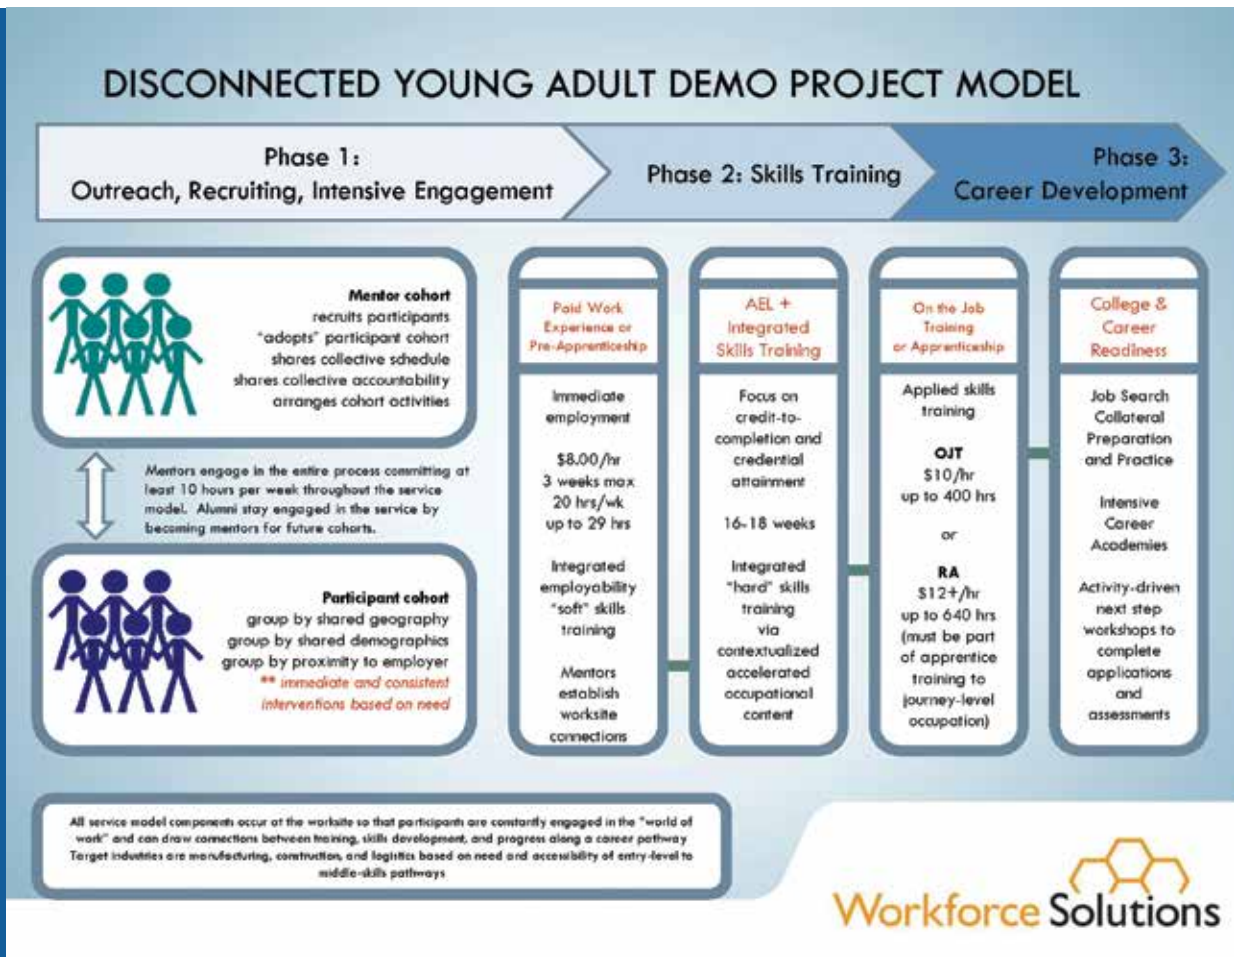 DISCONNECTED YOUNG ADULT DEMO PROJECT MODEL
Phase 1:
Outreach, Recruiting, Intensive Engagement
Phase 2: Skills Training
Phase 3:
Career Development
Mentor cohort
recruits participants
"adopts" participant cohort
shares collective schedule
shares collective accountability
arranges cohort activities
Mentors engage in the entire process committing at
least 10 hours per week throughout the service
model. Alumni stay engaged in the service by
becoming mentors for future cohorts.
Participant cohort
group by shared geography
group by shared demographics
group by proximity to employer
** immediate and consistent
interventions based on need
Paid Work
Experience or
Pre-Apprenticeship
Immediate
employment
$8.00/hr
3 weeks max
20 hrs/wk
up to 29 hrs
Integrated
employability
"soft" skills
training
Mentors
establish
worksite
connections
AEL +
Integrated
Skills Training
Focus on
credit-to-
completion and
credential
attainment
16-18 weeks
Integrated
"hard" skills
training
via
contextualized
accelerated
occupational
content
On the Job
Training
or Apprenticeship
Applied skills
training
OJT
$10/hr
up to 400 hrs
or
RA
$12+/hr
up to 640 hrs
(must be part
of apprentice
training to
journey-level
occupation)
College &
Career
Readiness
Job Search
Collateral
Preparation
and Practice
Intensive
Career
Academies
Activity-driven
next step
workshops to
complete
applications
and
assessments
All service model components occur at the worksite so that participants are constantly engaged in the "world of
work" and can draw connections between training, skills development, and progress along a career pathway
Target industries are manufacturing, construction, and logistics based on need and accessibility of entry-level to
middle-skills pathways
Workforce Solutions